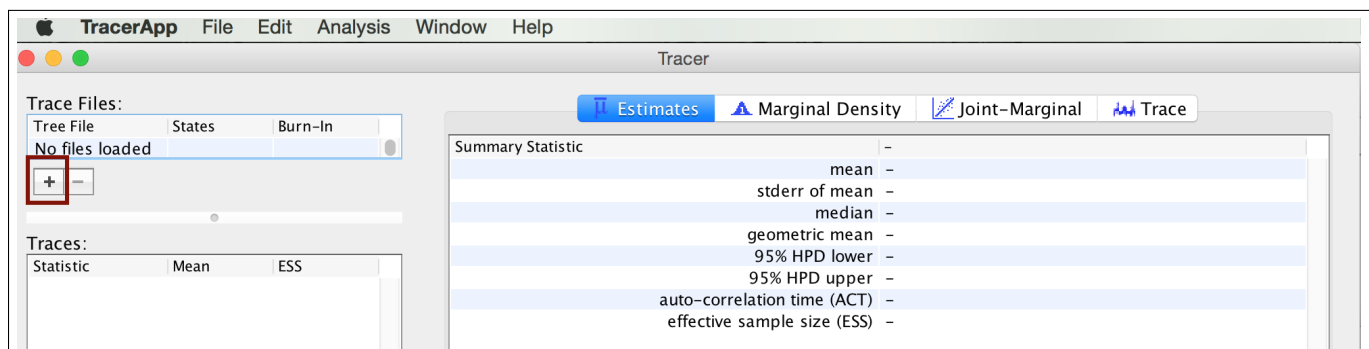 TracerApp File Edit Analysis Window Help
Tracer
Trace Files:
Tree File States Burn-In
No files loaded
+ −
Traces:
Statistic Mean ESS
μ Estimates Marginal Density Joint-Marginal Trace
Summary Statistic –
mean –
stderr of mean –
median –
geometric mean –
95% HPD lower –
95% HPD upper –
auto-correlation time (ACT) –
effective sample size (ESS) –